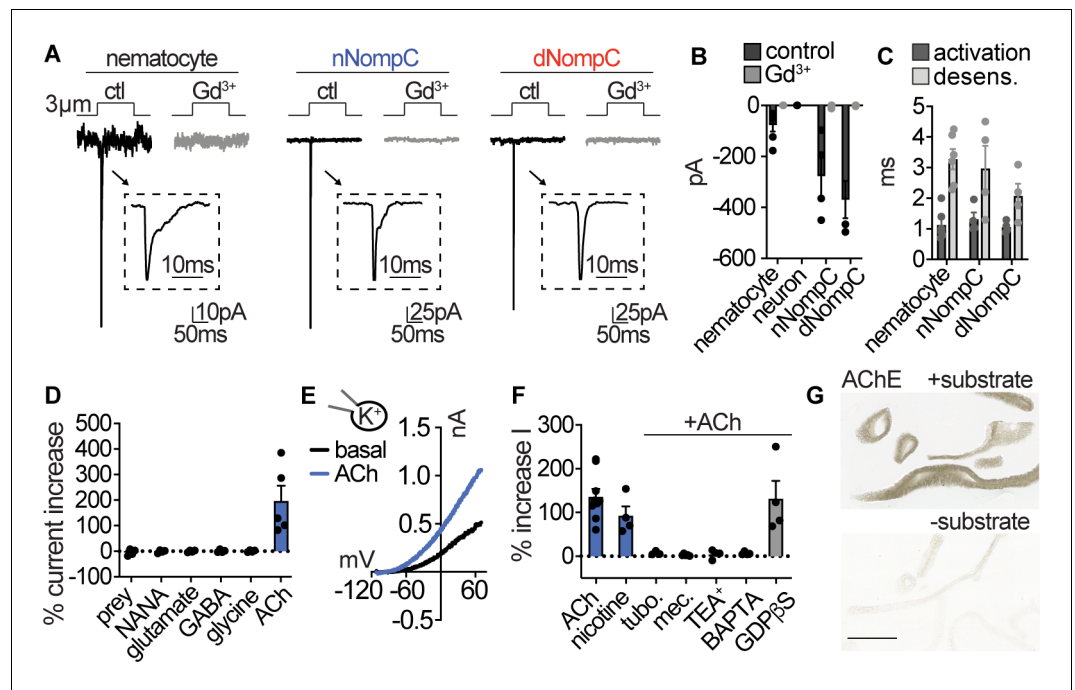 A
nematocyte nNompC dNompC
ctl Gd3+ ctl Gd3+ ctl Gd3+
3µm
10ms 10ms 10ms
10pA 25pA 25pA
50ms 50ms 50ms
B
control
Gd3+
0
-200
-400
-600
pA
nematocyte
neuron
nNompC
dNompC
C
activation
desens.
5
4
3
2
1
0
ms
nematocyte
nNompC
dNompC
D
% current increase
500
400
300
200
100
0
-100
prey
NANA
glutamate
GABA
glycine
ACh
E
K+
basal
ACh
nA
1.5
1.0
0.5
-0.5
mV
-120 -60 0 60
F
+ACh
% increase I
300
200
100
0
ACh
nicotine
tubo.
mec.
TEA+
BAPTA
GDPβS
G
AChE +substrate
-substrate